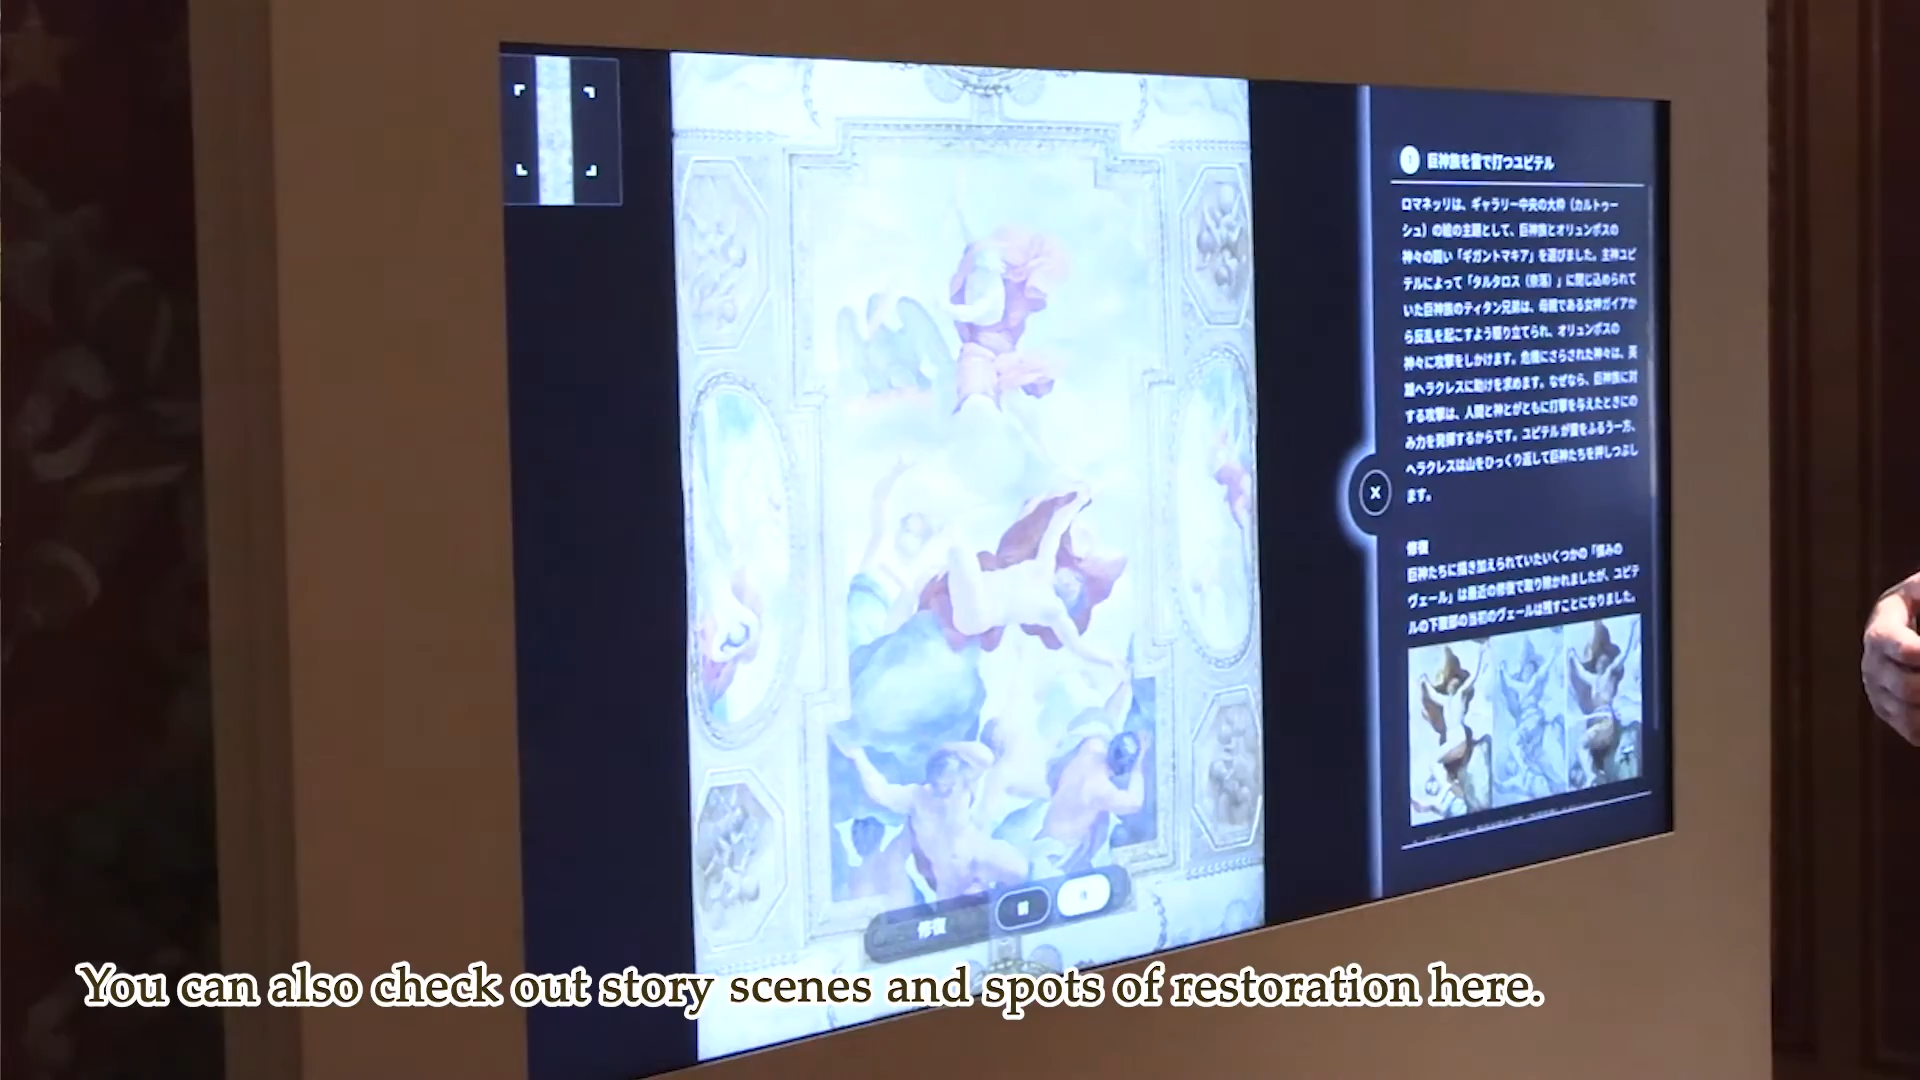 1 巨神族を雷で打つユピテル
ロマネッリは、ギャラリー中央の大枠（カルトゥー
シュ）の絵の主題として、巨神族とオリュンポスの
神々の闘い「ギガントマキア」を選びました。主神ユピ
テルによって「タルタロス（奈落）」に閉じ込められて
いた巨神族のティタン兄弟は、母親である女神ガイアか
ら反乱を起こすよう駆り立てられ、オリュンポスの
神々に攻撃をしかけます。危機にさらされた神々は、英
雄ヘラクレスに助けを求めます。なぜなら、巨神族に対
する攻撃は、人間と神とがともに打撃を与えたときにの
み力を発揮するからです。ユピテルが雷をふるう一方、
ヘラクレスは山をひっくり返して巨神たちを押しつぶし
ます。
X
修復
巨神たちに描き加えられていたいくつかの「慎みの
ヴェール」は最近の修復で取り除かれましたが、ユピテ
ルの下腹部の当初のヴェールは残すことになりました。
修復 前
You can also check out story scenes and spots of restoration here.